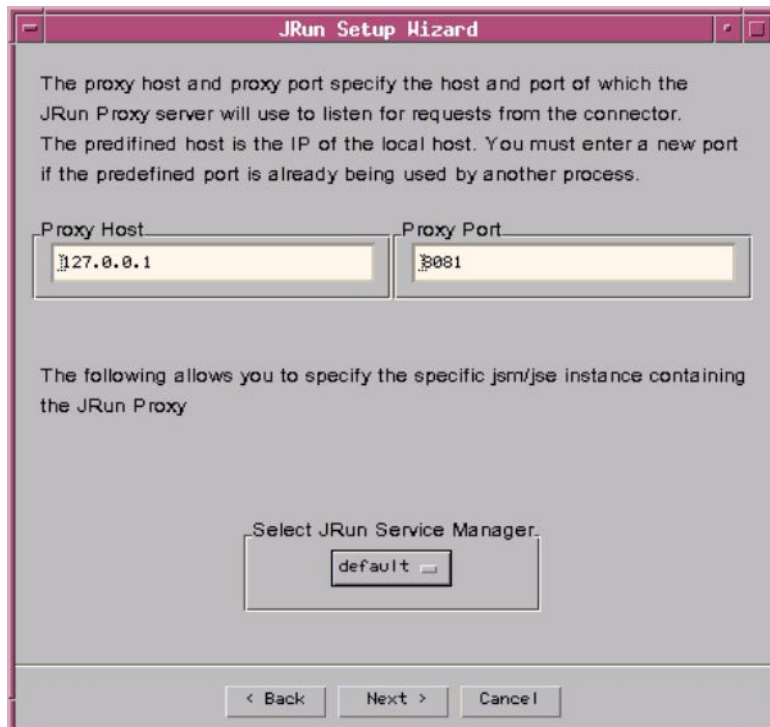 JRun Setup Wizard
The proxy host and proxy port specify the host and port of which the
JRun Proxy server will use to listen for requests from the connector.
The predifined host is the IP of the local host. You must enter a new port
if the predefined port is already being used by another process.
Proxy Host
Proxy Port
127.0.0.1
8081
The following allows you to specify the specific jsm/jse instance containing
the JRun Proxy
Select JRun Service Manager
default
< Back
Next >
Cancel